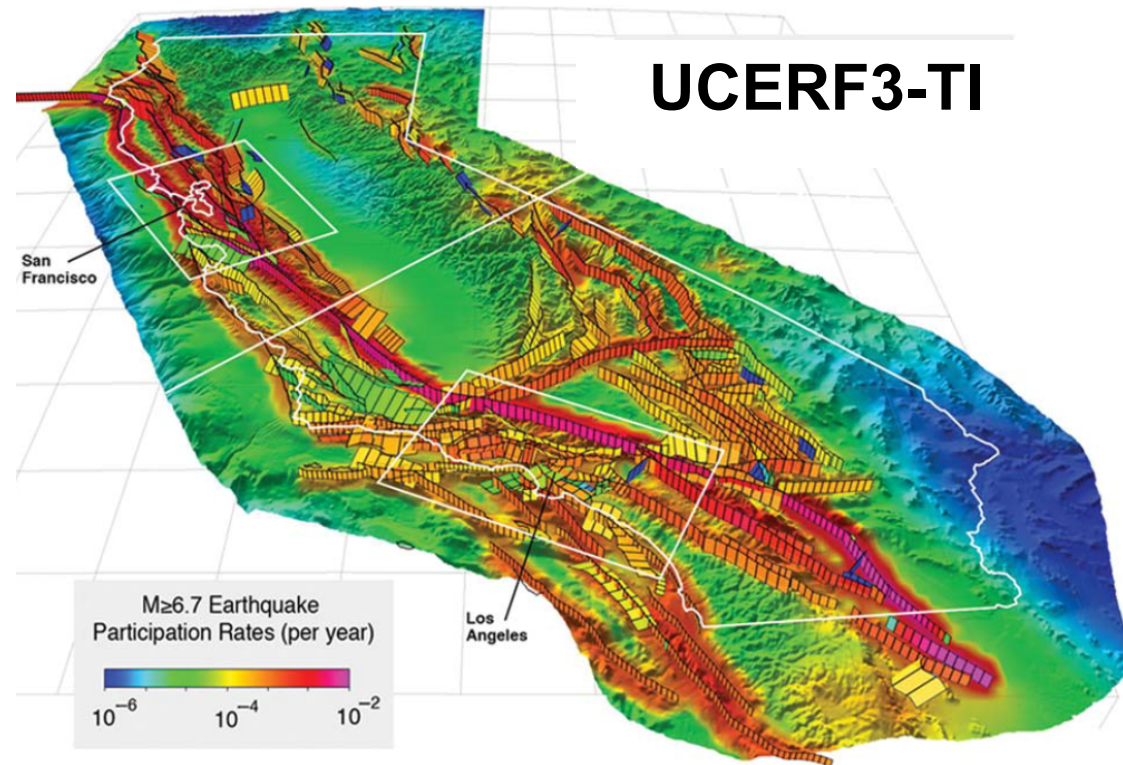 UCERF3-TI
San
Francisco
Los
Angeles
M≥6.7 Earthquake
Participation Rates (per year)
10⁻⁶ 10⁻⁴ 10⁻²